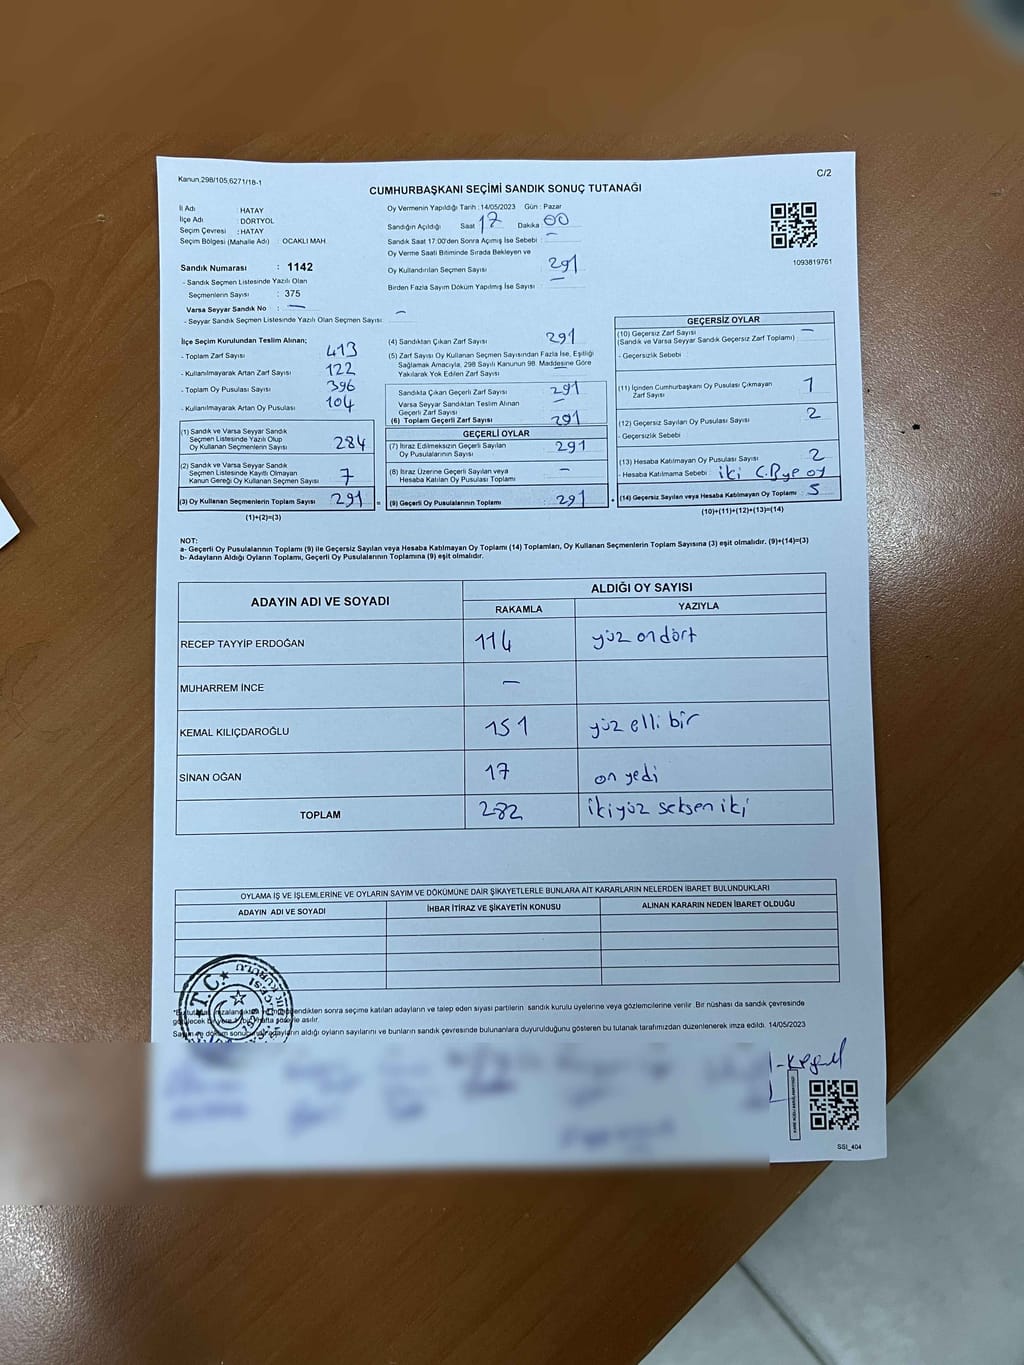 Kanun,298/105,6271/18-1
C/2
CUMHURBAŞKANI SEÇİMİ SANDIK SONUÇ TUTANAĞI
İl Adı : HATAY
İlçe Adı : DÖRTYOL
Seçim Çevresi : HATAY
Seçim Bölgesi (Mahalle Adı) OCAKLI MAH.
Sandık Numarası : 1142
- Sandık Seçmen Listesinde Yazılı Olan
Seçmenlerin Sayısı : 375
Varsa Seyyar Sandık No : —
- Seyyar Sandık Seçmen Listesinde Yazılı Olan Seçmen Sayısı —
Oy Vermenin Yapıldığı Tarih : 14/05/2023 Gün : Pazar
Sandığın Açıldığı Saat 17 Dakika 00
Sandık Saat 17.00'den Sonra Açımış İse Sebebi : —
Oy Verme Saati Bitiminde Sırada Bekleyen ve
Oy Kullandırılan Seçmen Sayısı 291
Birden Fazla Sayım Döküm Yapılmış İse Sayısı : —
1093819761
İlçe Seçim Kurulundan Teslim Alınan;
- Toplam Zarf Sayısı 413
- Kullanılmayarak Artan Zarf Sayısı 122
- Toplam Oy Pusulası Sayısı 396
- Kullanılmayarak Artan Oy Pusulası 104
(1) Sandık ve Varsa Seyyar Sandık
Seçmen Listesinde Yazılı Olup
Oy Kullanan Seçmenlerin Sayısı 284
(2) Sandık ve Varsa Seyyar Sandık
Seçmen Listesinde Kayıtlı Olmayan
Kanun Gereği Oy Kullanan Seçmen Sayısı 7
(3) Oy Kullanan Seçmenlerin Toplam Sayısı 291 =
(1)+(2)=(3)
(4) Sandıktan Çıkan Zarf Sayısı 291
(5) Zarf Sayısı Oy Kullanan Seçmen Sayısından Fazla İse, Eşitliği
Sağlamak Amacıyla, 298 Sayılı Kanunun 98. Maddesine Göre
Yakılarak Yok Edilen Zarf Sayısı —
Sandıkta Çıkan Geçerli Zarf Sayısı 291
Varsa Seyyar Sandıktan Teslim Alınan
Geçerli Zarf Sayısı —
(6) Toplam Geçerli Zarf Sayısı 291
GEÇERLİ OYLAR
(7) İtiraz Edilmeksizin Geçerli Sayılan
Oy Pusulalarının Sayısı 291
(8) İtiraz Üzerine Geçerli Sayılan veya
Hesaba Katılan Oy Pusulası Toplamı —
(9) Geçerli Oy Pusulalarının Toplamı : 291 +
GEÇERSİZ OYLAR
(10) Geçersiz Zarf Sayısı —
(Sandık ve Varsa Seyyar Sandık Geçersiz Zarf Toplamı)
- Geçersizlik Sebebi
(11) İçinden Cumhurbaşkanı Oy Pusulası Çıkmayan
Zarf Sayısı 1
(12) Geçersiz Sayılan Oy Pusulası Sayısı 2
- Geçersizlik Sebebi
(13) Hesaba Katılmayan Oy Pusulası Sayısı 2
- Hesaba Katılmama Sebebi : iki oy
(14) Geçersiz Sayılan veya Hesaba Katılmayan Oy Toplamı : 5
(10)+(11)+(12)+(13)=(14)
NOT:
a- Geçerli Oy Pusulalarının Toplamı (9) ile Geçersiz Sayılan veya Hesaba Katılmayan Oy Toplamı (14) Toplamları, Oy Kullanan Seçmenlerin Toplam Sayısına (3) eşit olmalıdır. (9)+(14)=(3)
b- Adayların Aldığı Oyların Toplamı, Geçerli Oy Pusulalarının Toplamına (9) eşit olmalıdır.
ADAYIN ADI VE SOYADI
ALDIĞI OY SAYISI
RAKAMLA YAZIYLA
RECEP TAYYİP ERDOĞAN 114 yüz on dört
MUHARREM İNCE —
KEMAL KILIÇDAROĞLU 151 yüz elli bir
SİNAN OĞAN 17 on yedi
TOPLAM 282 iki yüz seksen iki
OYLAMA İŞ VE İŞLEMLERİNE VE OYLARIN SAYIM VE DÖKÜMÜNE DAİR ŞİKAYETLERLE BUNLARA AİT KARARLARIN NELERDEN İBARET BULUNDUKLARI
ADAYIN ADI VE SOYADI İHBAR İTİRAZ VE ŞİKAYETİN KONUSU ALINAN KARARIN NEDEN İBARET OLDUĞU
T.C.
sonra seçime katılan adayların ve talep eden siyasi partilerin sandık kurulu üyelerine veya gözlemcilerine verilir. Bir nüshası da sandık çevresinde
asılır.
aldığı oyların sayılarını ve bunların sandık çevresinde bulunanlara duyurulduğunu gösteren bu tutanak tarafımızdan düzenlenerek imza edildi. 14/05/2023
SSI_404